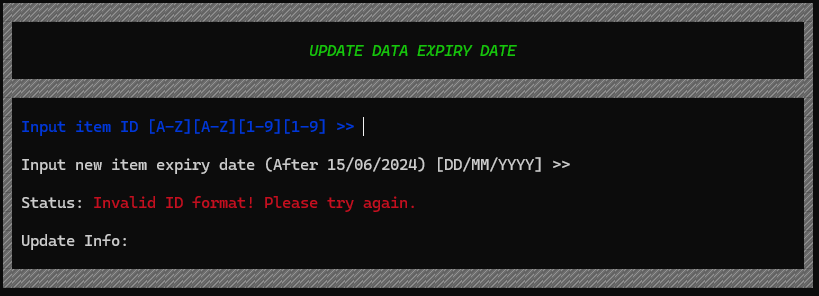 UPDATE DATA EXPIRY DATE
Input item ID [A-Z][A-Z][1-9][1-9] >>
Input new item expiry date (After 15/06/2024) [DD/MM/YYYY] >>
Status: Invalid ID format! Please try again.
Update Info: